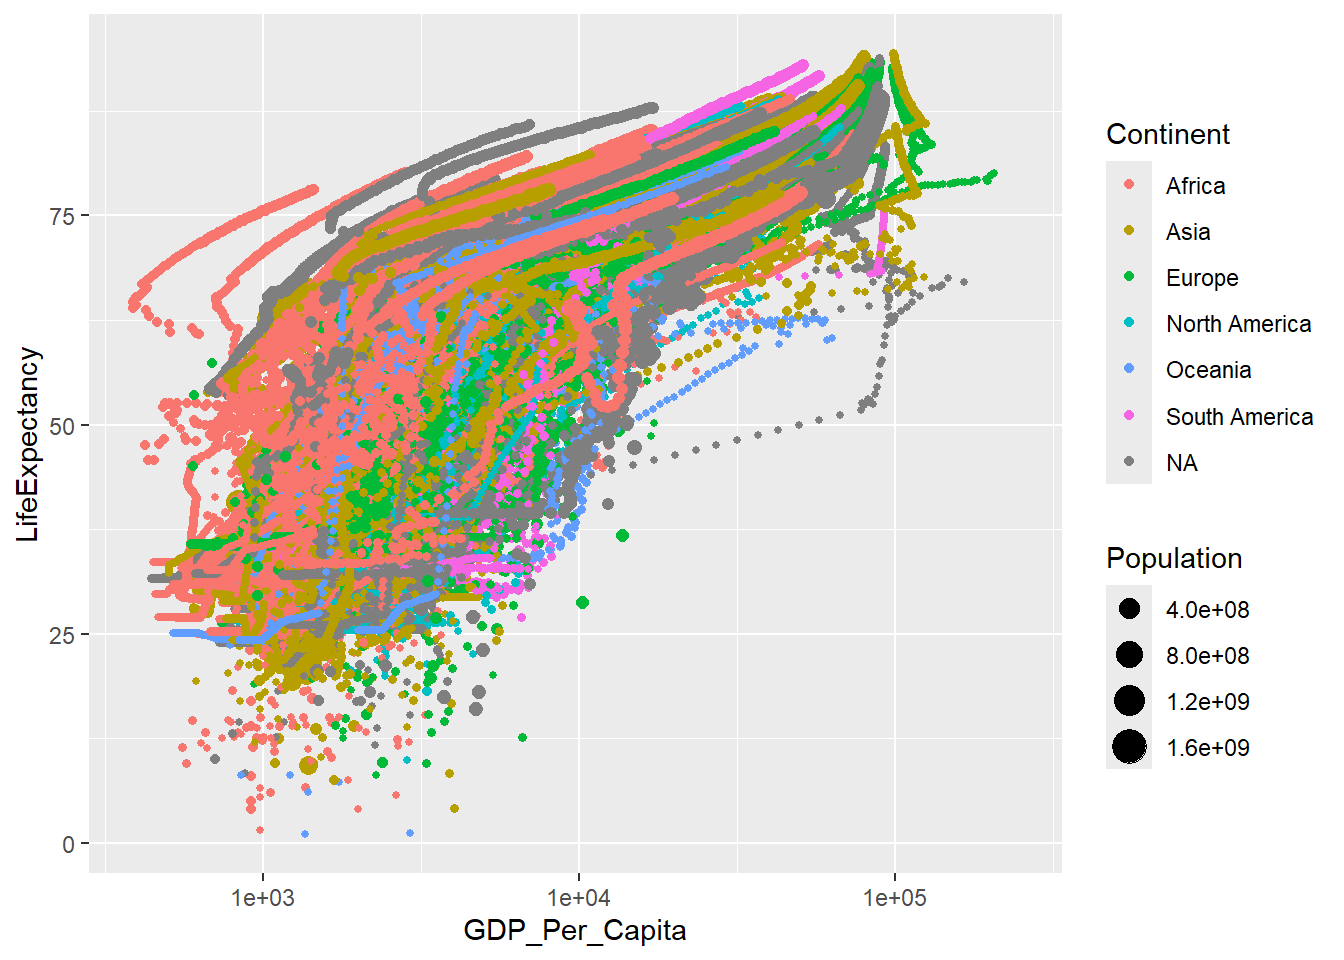 LifeExpectancy
75
50
25
0
1e+03
1e+04
1e+05
GDP_Per_Capita
Continent
Africa
Asia
Europe
North America
Oceania
South America
NA
Population
4.0e+08
8.0e+08
1.2e+09
1.6e+09